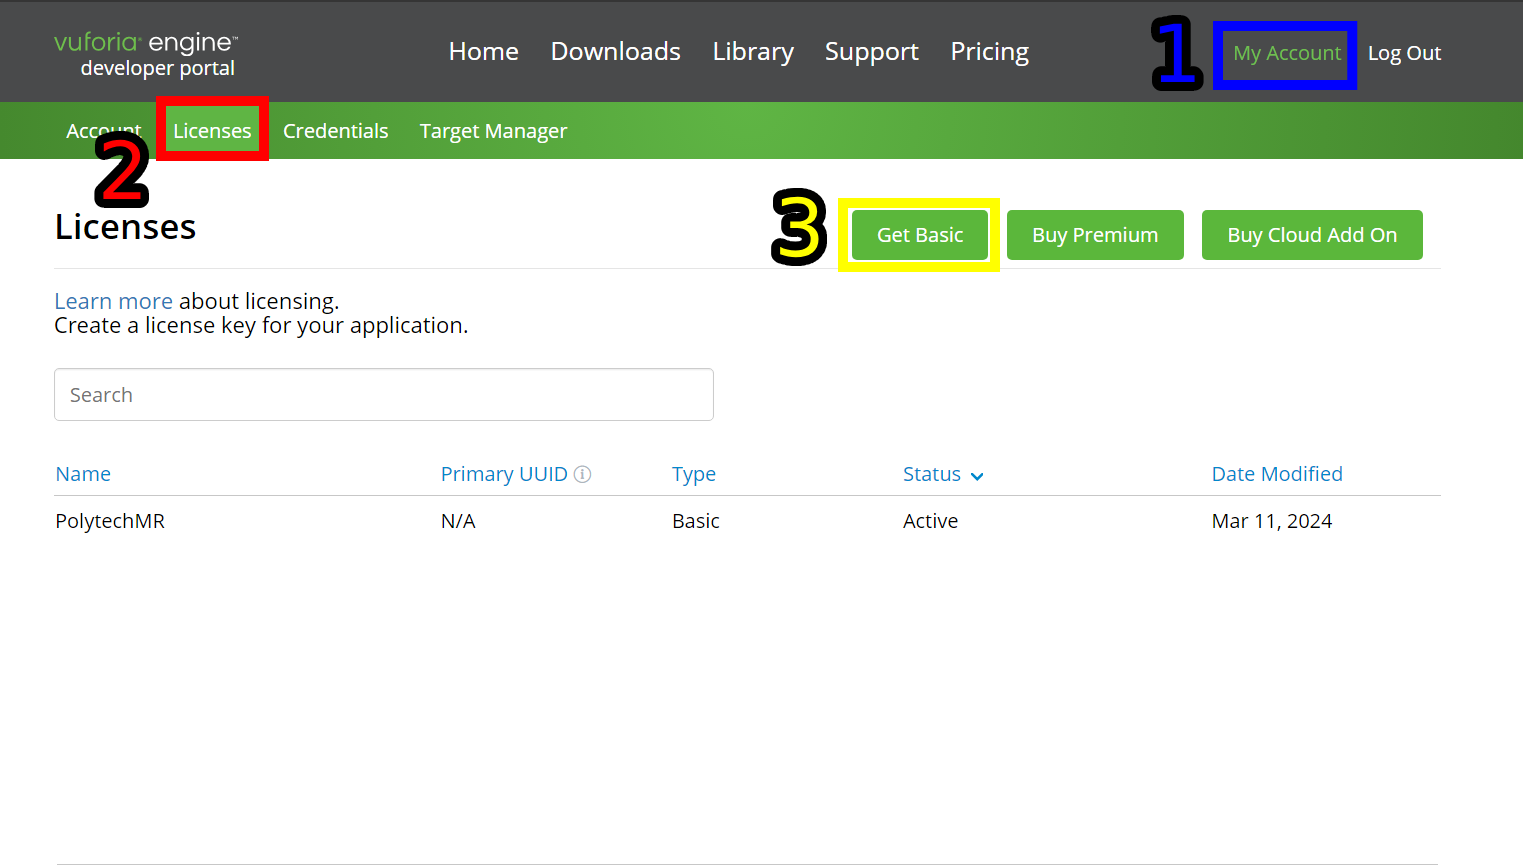 vuforia® engine™
developer portal
Home Downloads Library Support Pricing
1
My Account Log Out
Account Licenses Credentials Target Manager
2
Licenses
3
Get Basic Buy Premium Buy Cloud Add On
Learn more about licensing.
Create a license key for your application.
Search
Name Primary UUID i Type Status Date Modified
PolytechMR N/A Basic Active Mar 11, 2024